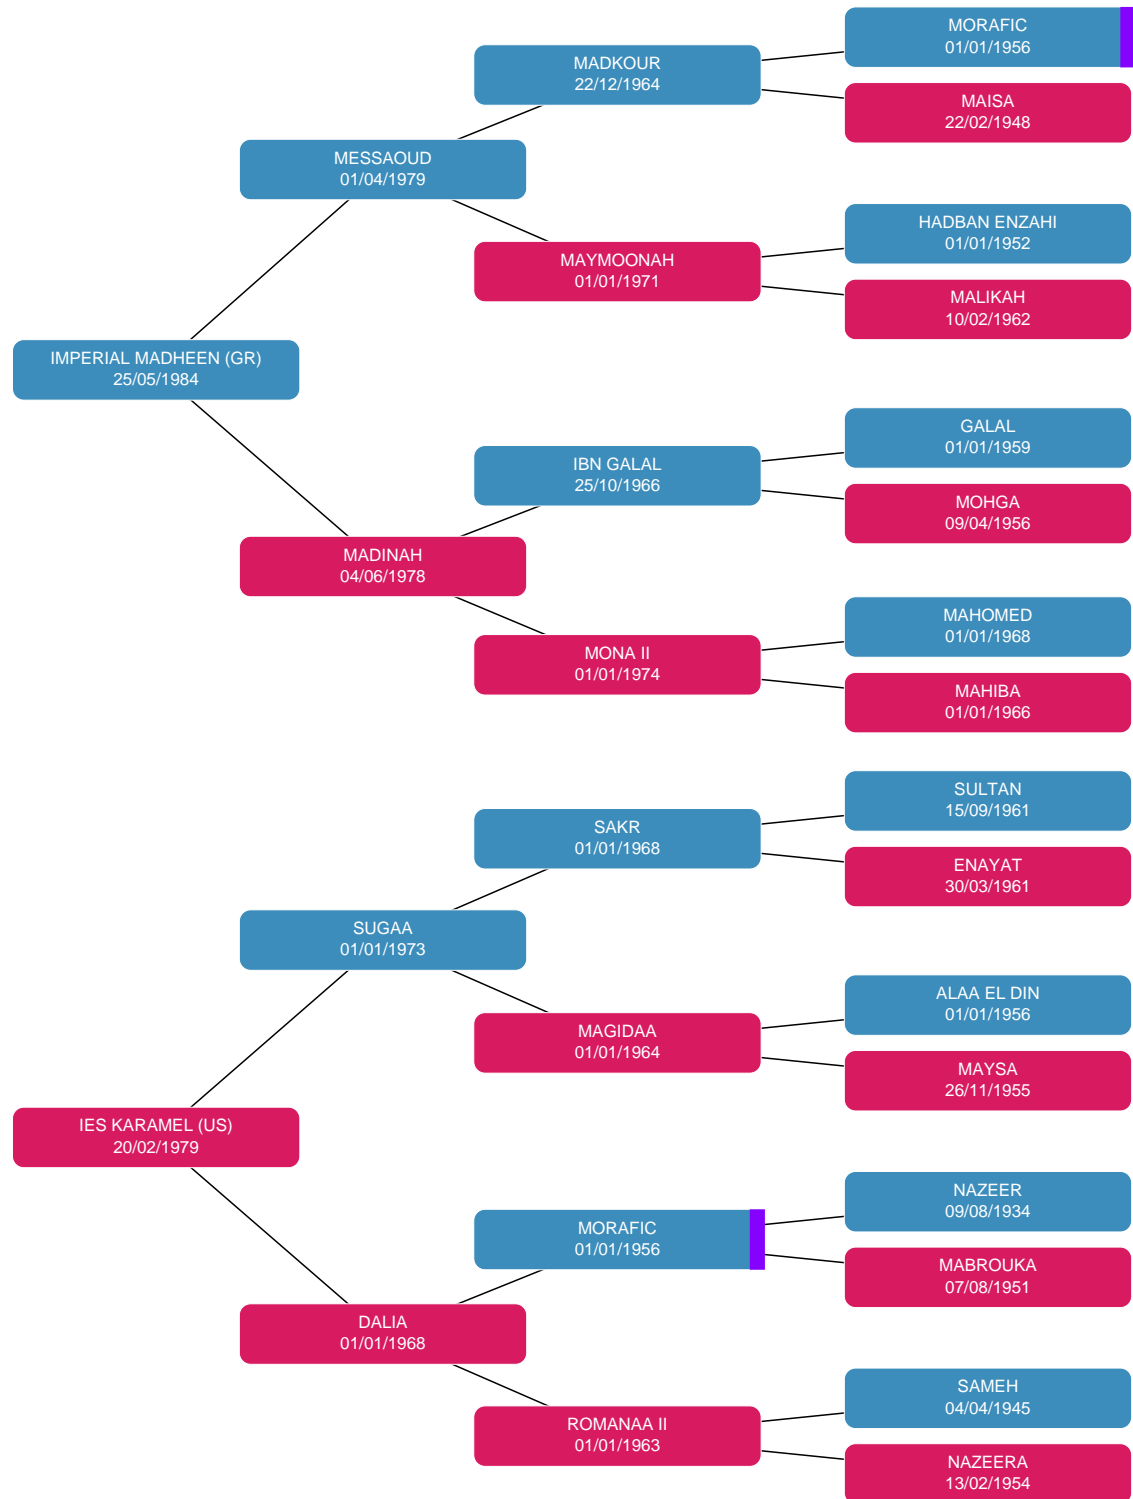 MORAFIC
01/01/1956
MADKOUR
22/12/1964
MAISA
22/02/1948
MESSAOUD
01/04/1979
HADBAN ENZAHI
01/01/1952
MAYMOONAH
01/01/1971
MALIKAH
10/02/1962
IMPERIAL MADHEEN (GR)
25/05/1984
GALAL
01/01/1959
IBN GALAL
25/10/1966
MOHGA
09/04/1956
MADINAH
04/06/1978
MAHOMED
01/01/1968
MONA II
01/01/1974
MAHIBA
01/01/1966
SULTAN
15/09/1961
SAKR
01/01/1968
ENAYAT
30/03/1961
SUGAA
01/01/1973
ALAA EL DIN
01/01/1956
MAGIDAA
01/01/1964
MAYSA
26/11/1955
IES KARAMEL (US)
20/02/1979
NAZEER
09/08/1934
MORAFIC
01/01/1956
MABROUKA
07/08/1951
DALIA
01/01/1968
SAMEH
04/04/1945
ROMANAA II
01/01/1963
NAZEERA
13/02/1954